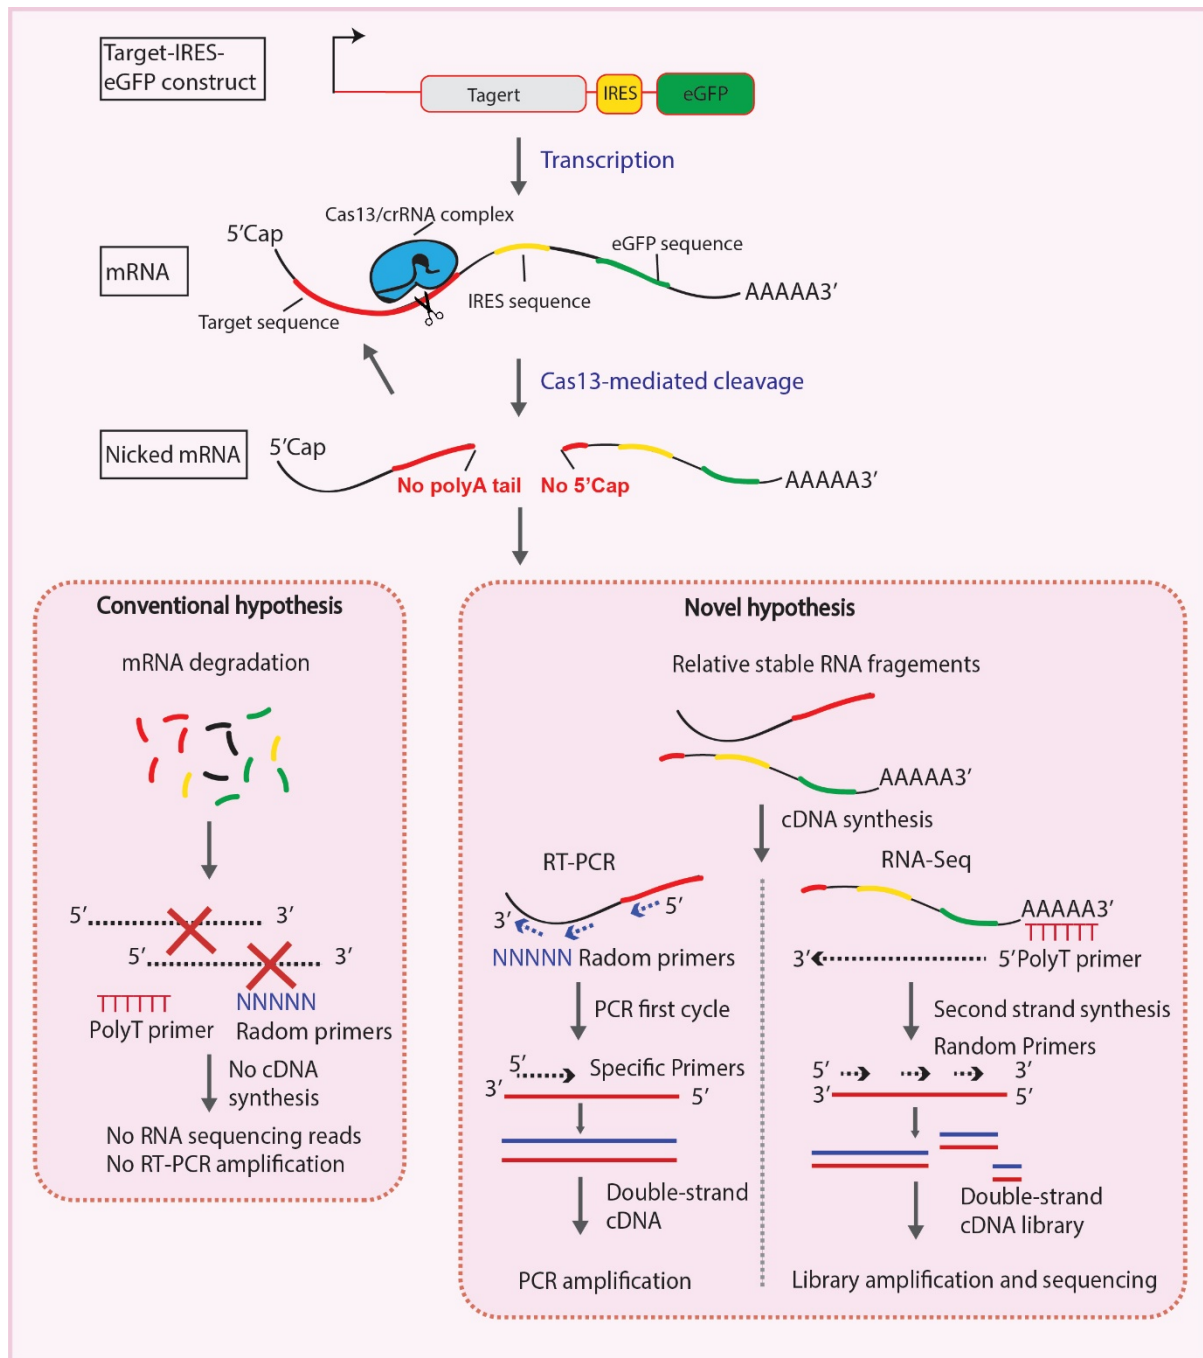 Target-IRES-
eGFP construct
Tagert
IRES
eGFP
Transcription
Cas13/crRNA complex
5’Cap
eGFP sequence
mRNA
AAAAA3’
IRES sequence
Target sequence
Cas13-mediated cleavage
Nicked mRNA
5’Cap
No polyA tail
No 5’Cap
AAAAA3’
Conventional hypothesis
mRNA degradation
5’
3’
5’
3’
TTTTTT
NNNNN
PolyT primer
Radom primers
No cDNA
synthesis
No RNA sequencing reads
No RT-PCR amplification
Novel hypothesis
Relative stable RNA fragements
AAAAA3’
cDNA synthesis
RT-PCR
3’
5’
NNNNN Radom primers
PCR first cycle
5’
Specific Primers
3’
5’
Double-strand
cDNA
PCR amplification
RNA-Seq
AAAAA3’
TTTTTT
3’
5’PolyT primer
Second strand synthesis
Random Primers
5’
3’
3’
5’
Double-strand
cDNA library
Library amplification and sequencing